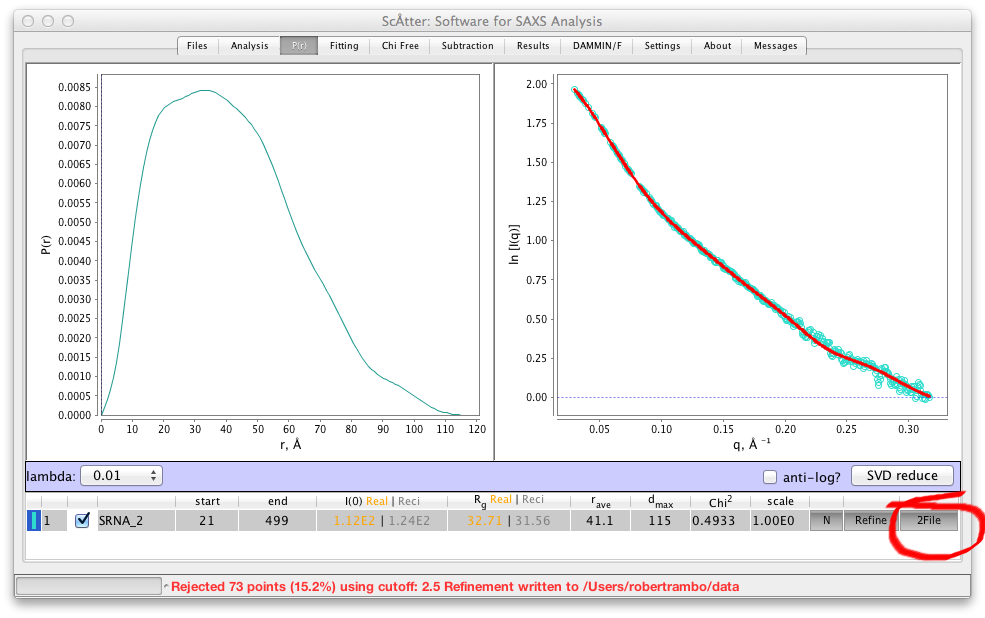 ScÅtter: Software for SAXS Analysis
Files Analysis P(r) Fitting Chi Free Subtraction Results DAMMIN/F Settings About Messages
P(r)
0.0085
0.0080
0.0075
0.0070
0.0065
0.0060
0.0055
0.0050
0.0045
0.0040
0.0035
0.0030
0.0025
0.0020
0.0015
0.0010
0.0005
0.0000
0 10 20 30 40 50 60 70 80 90 100 110 120
r, Å
ln [I(q)]
2.00
1.75
1.50
1.25
1.00
0.75
0.50
0.25
0.00
0.05 0.10 0.15 0.20 0.25 0.30
q, Å ⁻¹
lambda: 0.01 anti-log? SVD reduce
start end I(0) Real | Reci Rg Real | Reci rave dmax Chi² scale
1 SRNA_2 21 499 1.12E2 | 1.24E2 32.71 | 31.56 41.1 115 0.4933 1.00E0 N Refine 2File
Rejected 73 points (15.2%) using cutoff: 2.5 Refinement written to /Users/robertrambo/data